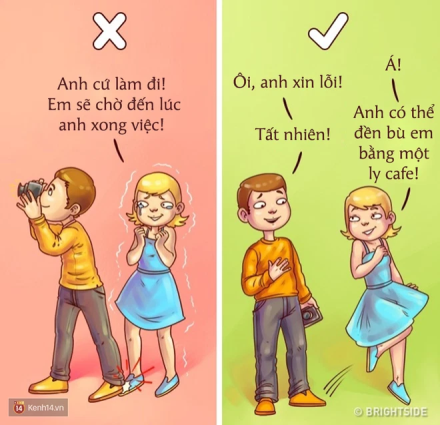 Anh cứ làm đi!
Em sẽ chờ đến lúc
anh xong việc!
Ôi, anh xin lỗi!
Tất nhiên!
Á!
Anh có thể
đền bù em
bằng một
ly cafe!
14 Kenh14.vn
© BRIGHTSIDE